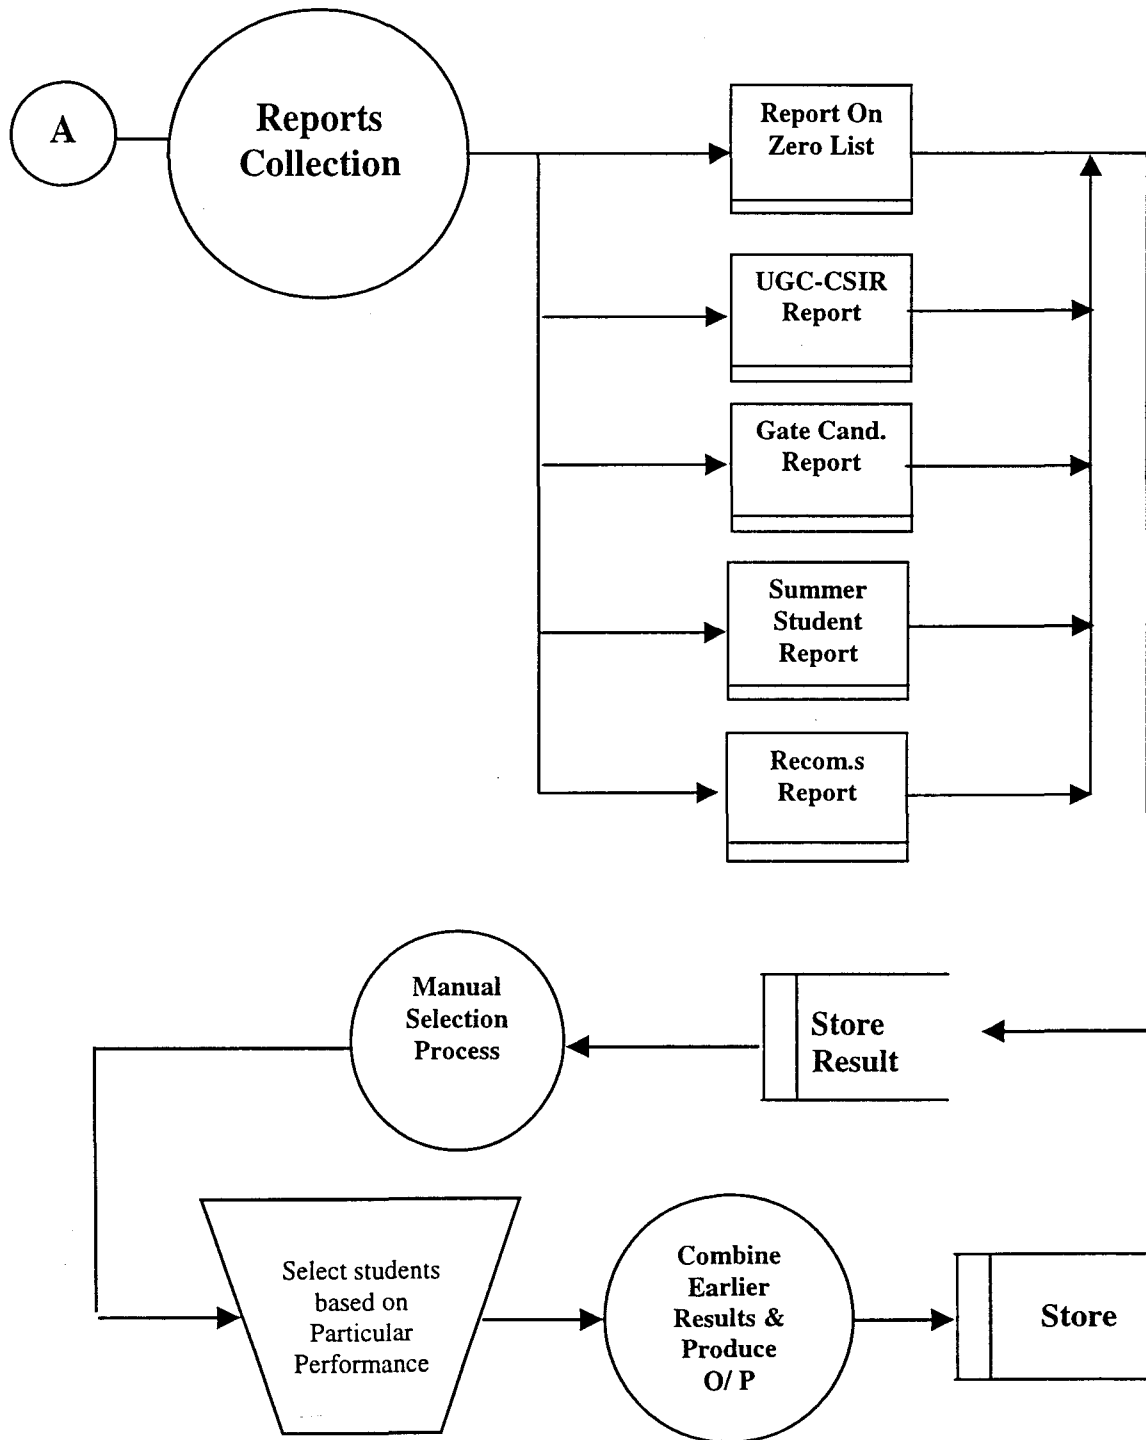 A
Reports
Collection
Report On
Zero List
UGC-CSIR
Report
Gate Cand.
Report
Summer
Student
Report
Recom.s
Report
Manual
Selection
Process
Store
Result
Select students
based on
Particular
Performance
Combine
Earlier
Results &
Produce
O/ P
Store